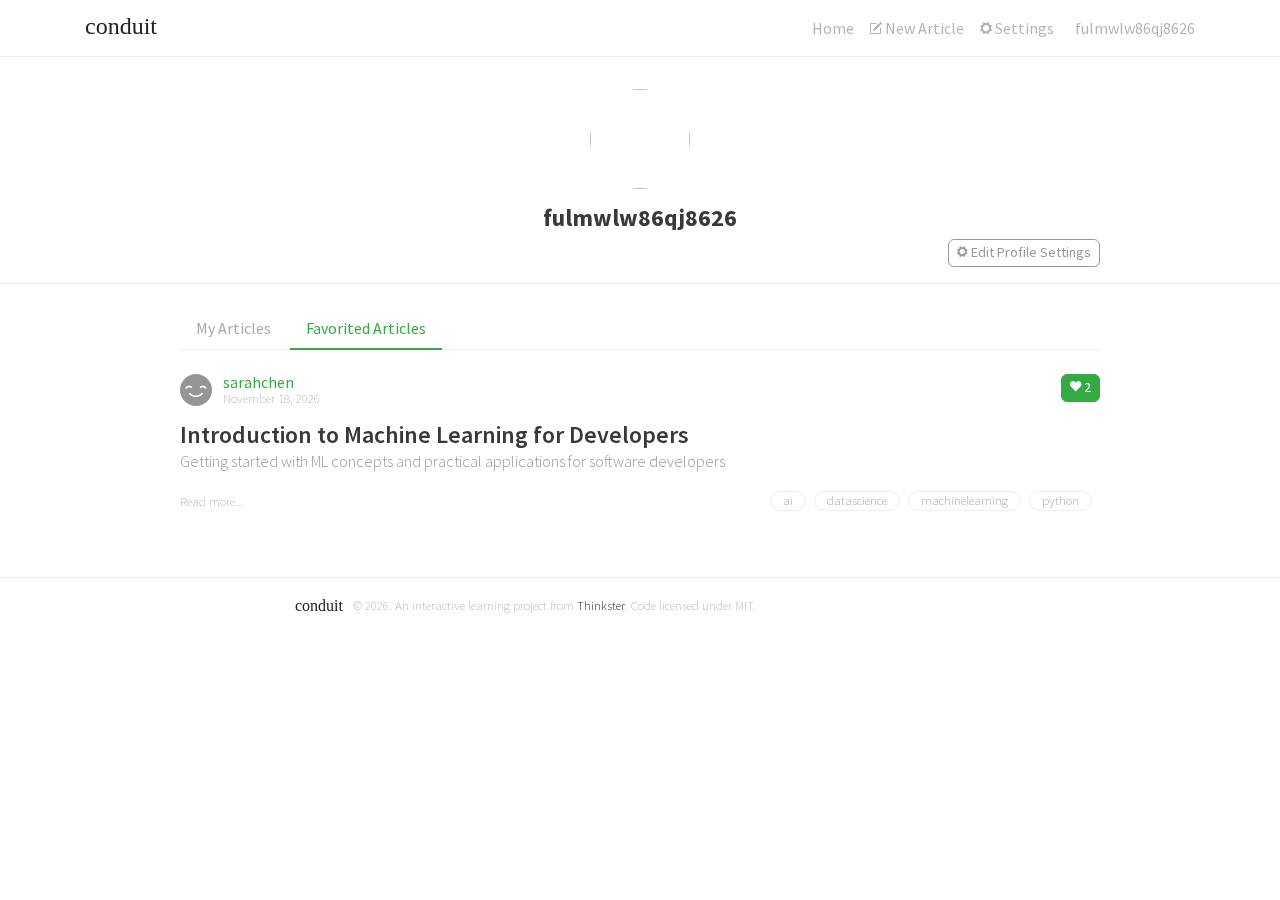 conduit
Home New Article Settings fulmwlw86qj8626
fulmwlw86qj8626
Edit Profile Settings
My Articles Favorited Articles
sarahchen
November 18, 2026
2
Introduction to Machine Learning for Developers
Getting started with ML concepts and practical applications for software developers
Read more...
ai datascience machinelearning python
conduit © 2026. An interactive learning project from Thinkster. Code licensed under MIT.